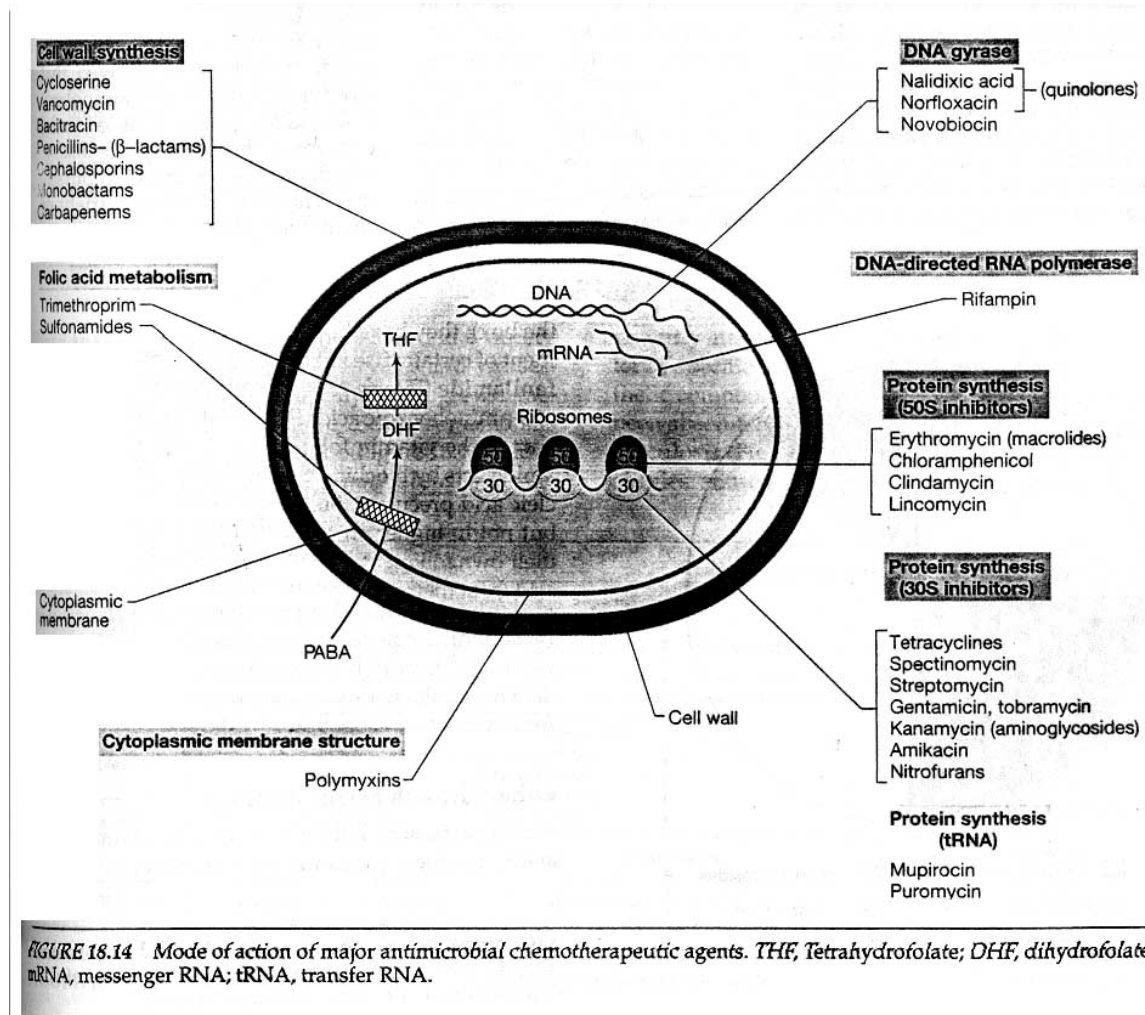 Cell wall synthesis
Cycloserine
Vancomycin
Bacitracin
Penicillins– (β–lactams)
Cephalosporins
Monobactams
Carbapenems
DNA gyrase
Nalidixic acid
Norfloxacin
(quinolones)
Novobiocin
Folic acid metabolism
Trimethroprim
Sulfonamides
DNA-directed RNA polymerase
Rifampin
DNA
THF
mRNA
DHF
Ribosomes
50 50 50
30 30 30
Protein synthesis
(50S inhibitors)
Erythromycin (macrolides)
Chloramphenicol
Clindamycin
Lincomycin
Protein synthesis
(30S inhibitors)
Tetracyclines
Spectinomycin
Streptomycin
Gentamicin, tobramycin
Kanamycin (aminoglycosides)
Amikacin
Nitrofurans
Cytoplasmic
membrane
PABA
Cell wall
Cytoplasmic membrane structure
Polymyxins
Protein synthesis
(tRNA)
Mupirocin
Puromycin
FIGURE 18.14 Mode of action of major antimicrobial chemotherapeutic agents. THF, Tetrahydrofolate; DHF, dihydrofolate
mRNA, messenger RNA; tRNA, transfer RNA.